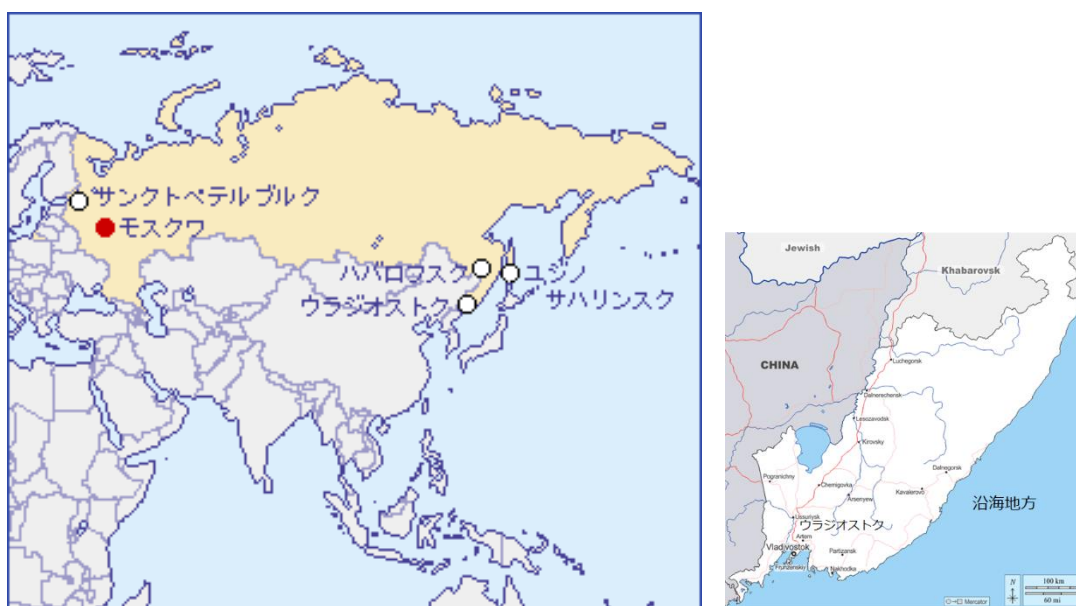 サンクトペテルブルク
モスクワ
ハバロウスク
ユジノ
サハリンスク
ウラジオストク
Jewish
Khabarovsk
CHINA
Luchegorsk
Dalnerechensk
Lesozavodsk
Kirovsky
Dalnegorsk
Pogranichny
Chernigovka
Kavalerovo
Arsenyev
沿海地方
Ussuriysk
ウラジオストク
Artem
Vladivostok
Partizansk
Frunzensky
Nakhodka
N
100 km
60 mi
Mercator